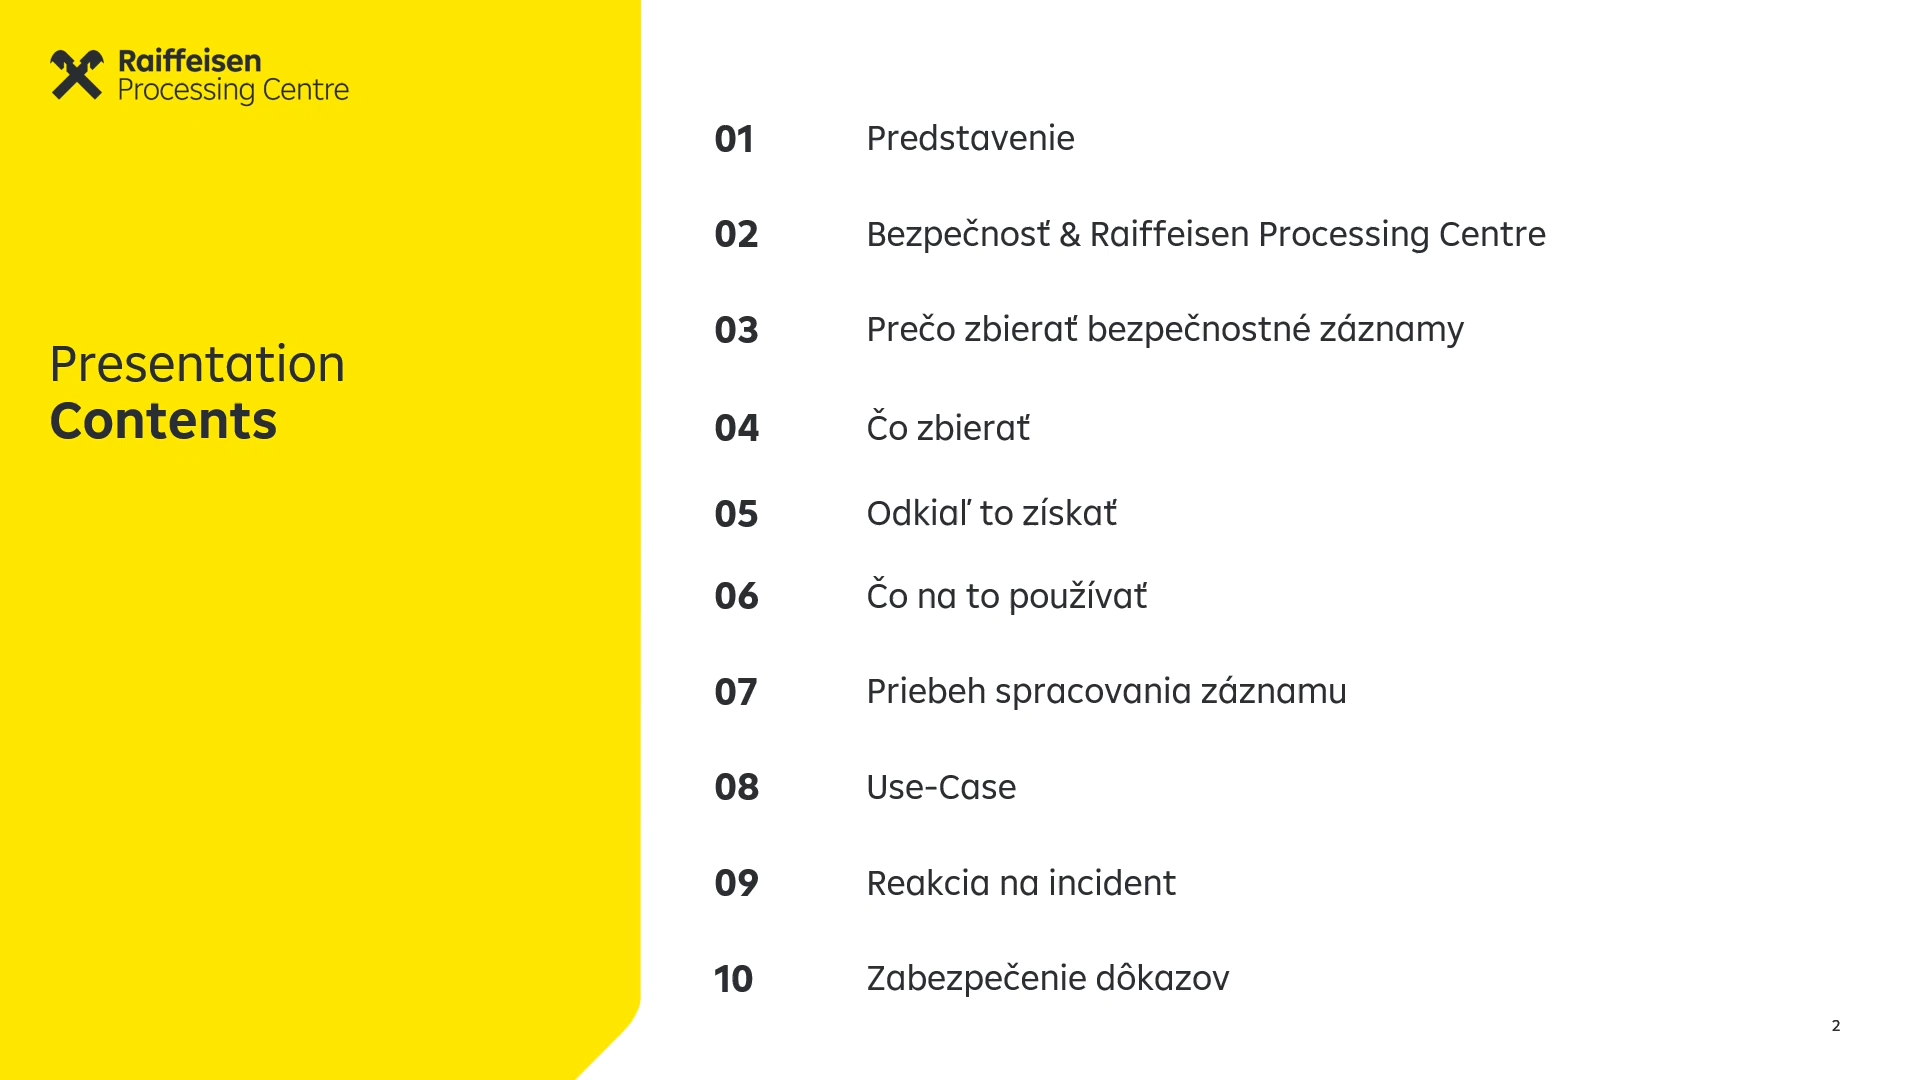 Raiffeisen
Processing Centre
Presentation
Contents
01 Predstavenie
02 Bezpečnosť & Raiffeisen Processing Centre
03 Prečo zbierať bezpečnostné záznamy
04 Čo zbierať
05 Odkiaľ to získať
06 Čo na to používať
07 Priebeh spracovania záznamu
08 Use-Case
09 Reakcia na incident
10 Zabezpečenie dôkazov
2